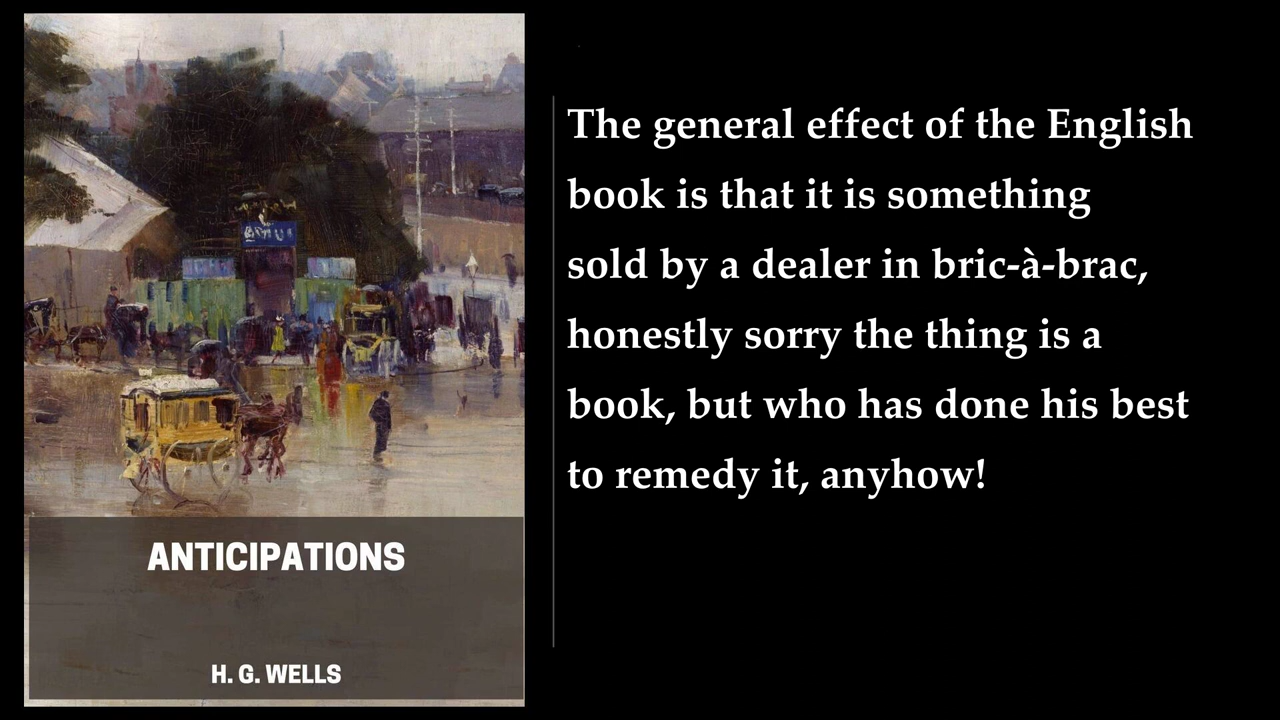 The general effect of the English
book is that it is something
sold by a dealer in bric-à-brac,
honestly sorry the thing is a
book, but who has done his best
to remedy it, anyhow!
ANTICIPATIONS
H. G. WELLS